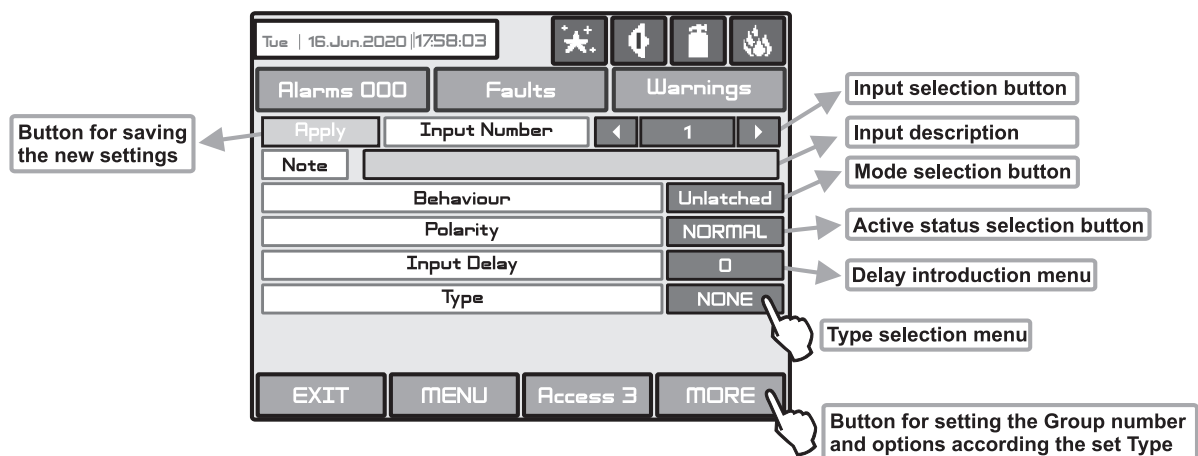 Tue | 16.Jun.2020 | 17:58:03
Alarms 000 Faults Warnings
Apply Input Number 1
Note
Behaviour Unlatched
Polarity NORMAL
Input Delay 0
Type NONE
EXIT MENU Access 3 MORE
Button for saving
the new settings
Input selection button
Input description
Mode selection button
Active status selection button
Delay introduction menu
Type selection menu
Button for setting the Group number
and options according the set Type